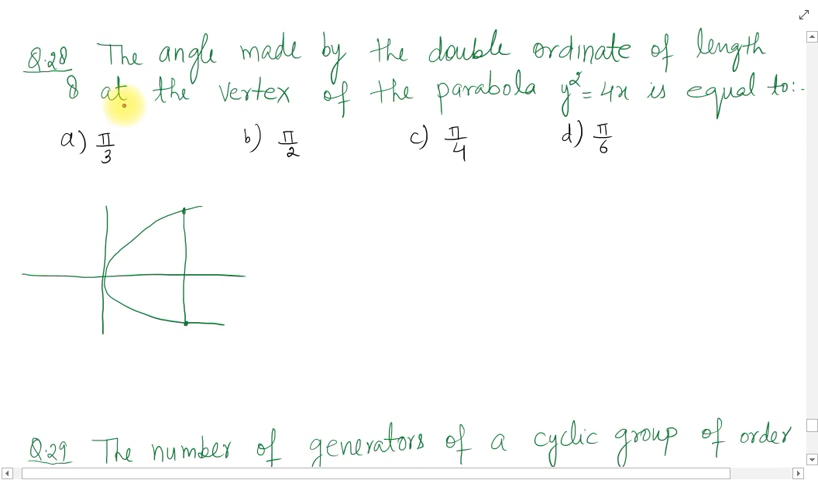 Q.28 The angle made by the double ordinate of length
8 at the vertex of the parabola y² = 4x is equal to:-
a) π/3 b) π/2 c) π/4 d) π/6
Q.29 The number of generators of a cyclic group of order